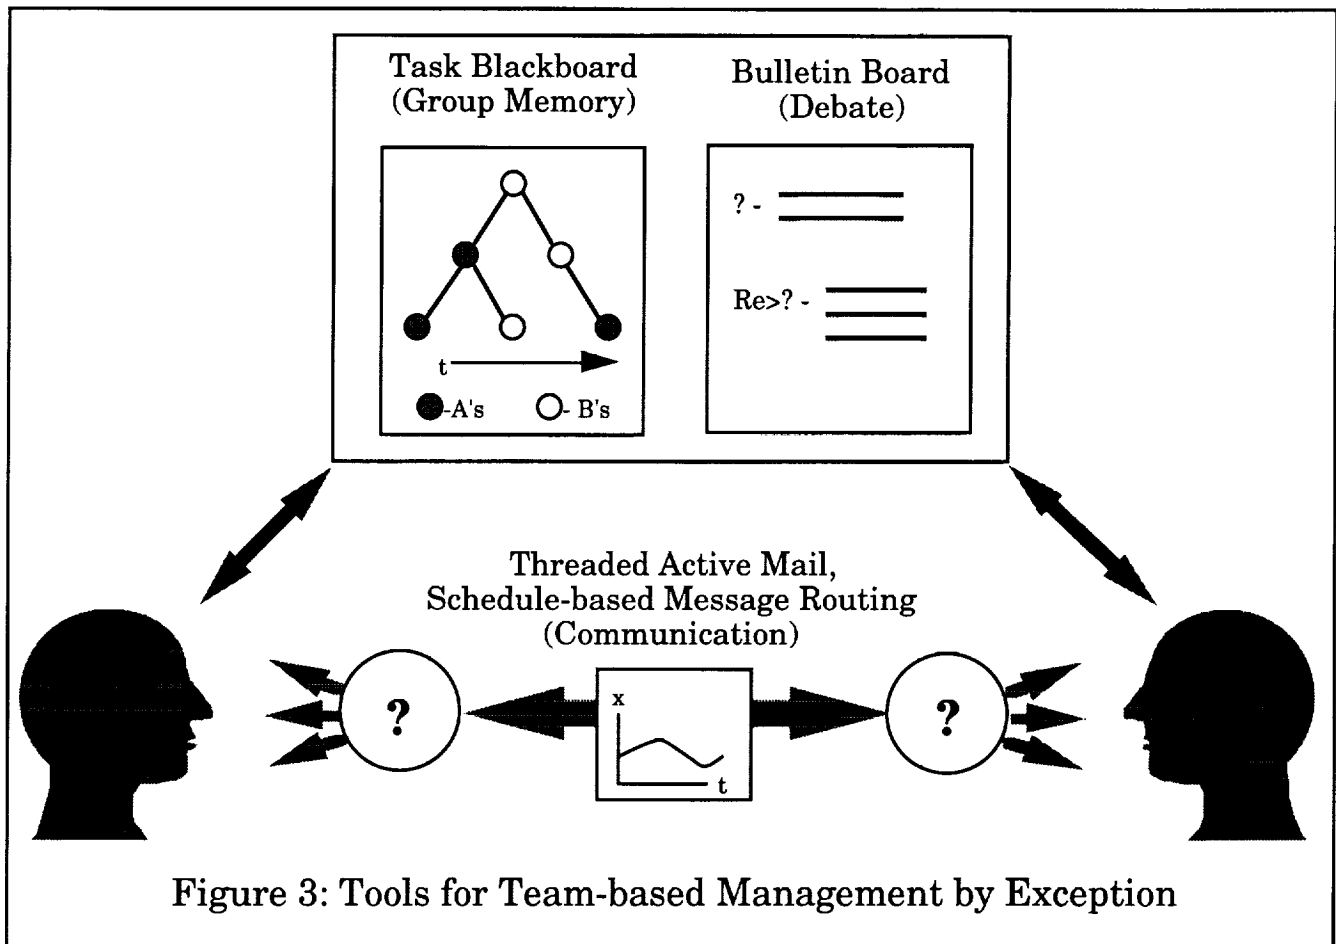 Task Blackboard
(Group Memory)
Bulletin Board
(Debate)
? -
Re>? -
t
-A's
- B's
Threaded Active Mail,
Schedule-based Message Routing
(Communication)
?
x
t
?
Figure 3: Tools for Team-based Management by Exception